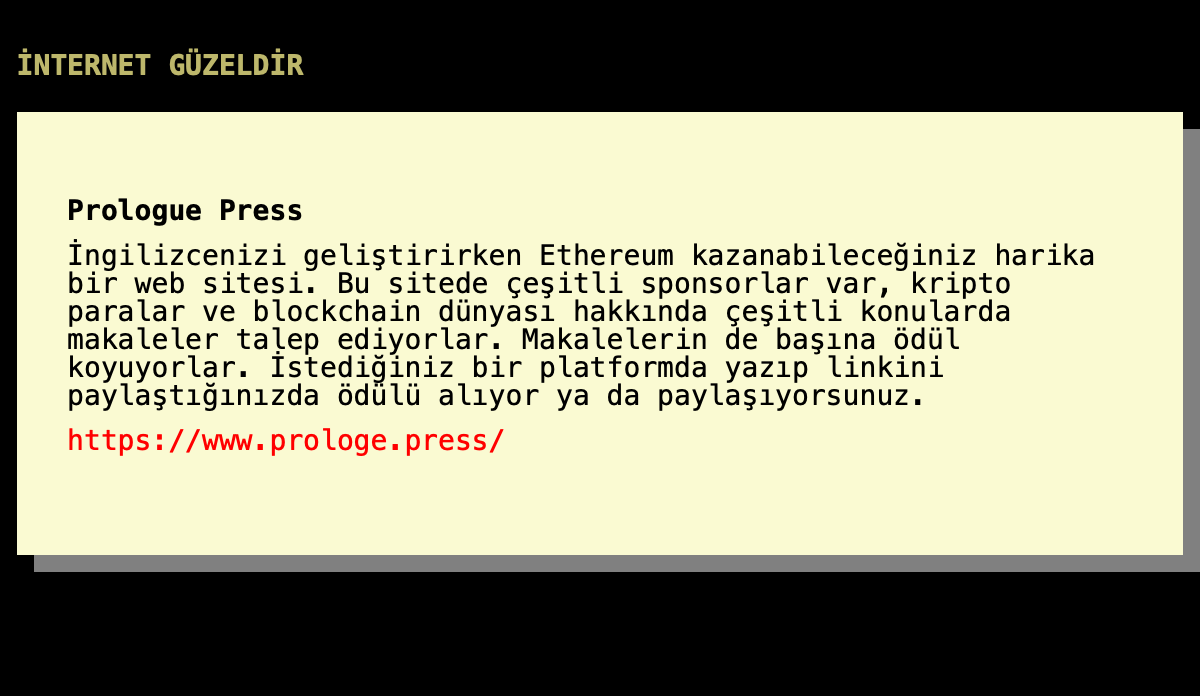 İNTERNET GÜZELDİR
Prologue Press
İngilizcenizi geliştirirken Ethereum kazanabileceğiniz harika
bir web sitesi. Bu sitede çeşitli sponsorlar var, kripto
paralar ve blockchain dünyası hakkında çeşitli konularda
makaleler talep ediyorlar. Makalelerin de başına ödül
koyuyorlar. İstediğiniz bir platformda yazıp linkini
paylaştığınızda ödülü alıyor ya da paylaşıyorsunuz.
https://www.prologe.press/